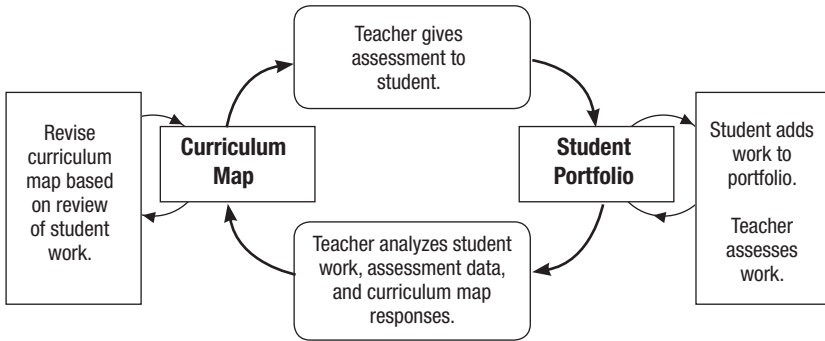 Teacher gives
assessment to
student.
Revise
curriculum
map based
on review
of student
work.
Curriculum
Map
Student
Portfolio
Student adds
work to
portfolio.
Teacher
assesses
work.
Teacher analyzes student
work, assessment data,
and curriculum map
responses.